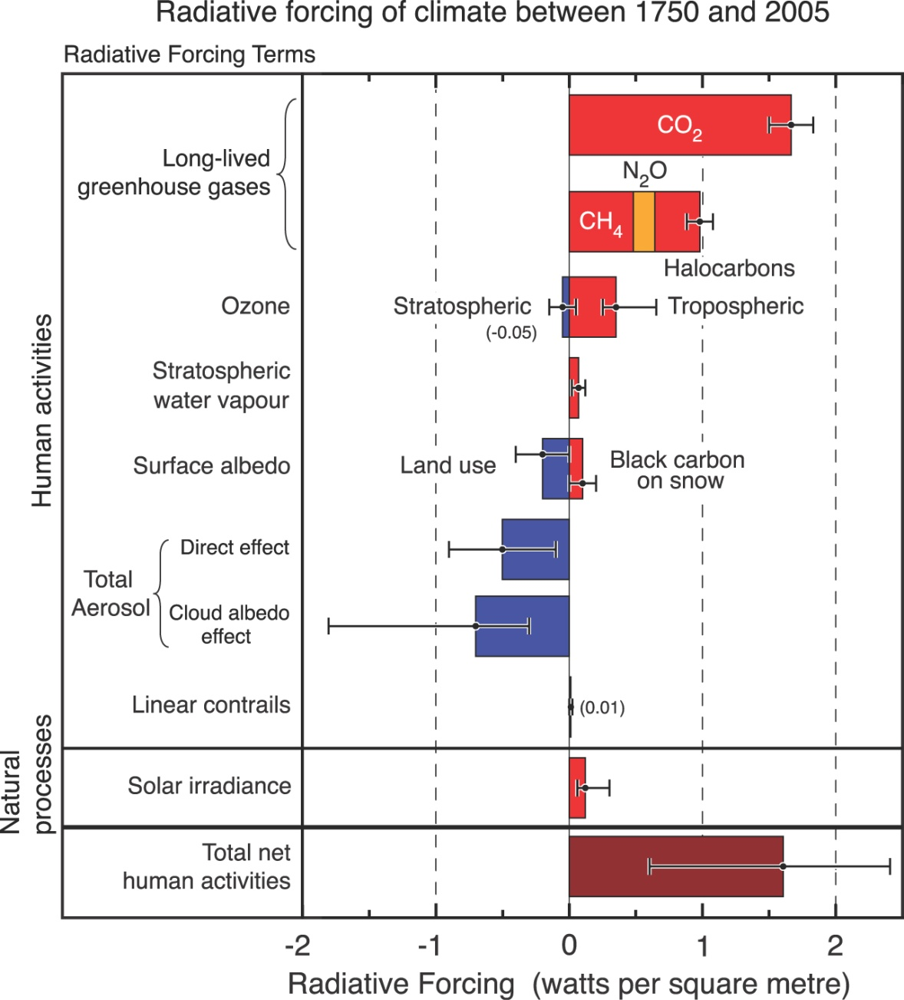 Radiative forcing of climate between 1750 and 2005
Radiative Forcing Terms
CO2
Long-lived
greenhouse gases
N2O
CH4
Halocarbons
Human activities
Ozone
Stratospheric
(-0.05)
Tropospheric
Stratospheric
water vapour
Surface albedo
Land use
Black carbon
on snow
Total
Aerosol
Direct effect
Cloud albedo
effect
Linear contrails
(0.01)
Natural
processes
Solar irradiance
Total net
human activities
-2 -1 0 1 2
Radiative Forcing (watts per square metre)